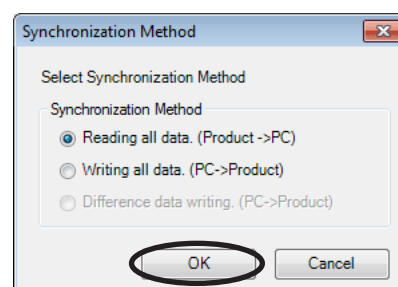 Synchronization Method
Select Synchronization Method
Synchronization Method
Reading all data. (Product ->PC)
Writing all data. (PC->Product)
Difference data writing. (PC->Product)
OK Cancel